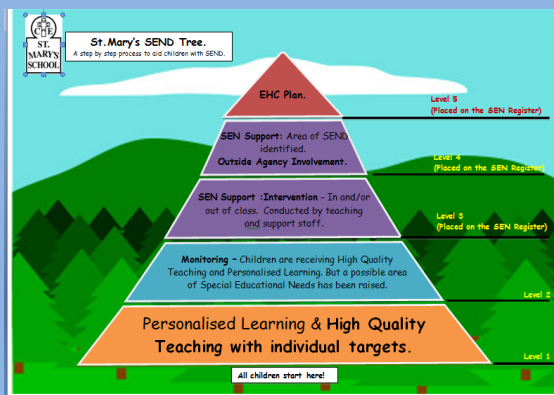 C E
ST.
MARY'S
SCHOOL
St.Mary's SEND Tree.
A step by step process to aid children with SEND.
EHC Plan.
Level 5
(Placed on the SEN Register)
SEN Support: Area of SEND
identified.
Outside Agency Involvement.
Level 4
(Placed on the SEN Register)
SEN Support :Intervention - In and/or
out of class. Conducted by teaching
and support staff.
Level 3
(Placed on the SEN Register)
Monitoring – Children are receiving High Quality
Teaching and Personalised Learning. But a possible area
of Special Educational Needs has been raised.
Level 2
Personalised Learning & High Quality
Teaching with individual targets.
Level 1
All children start here!